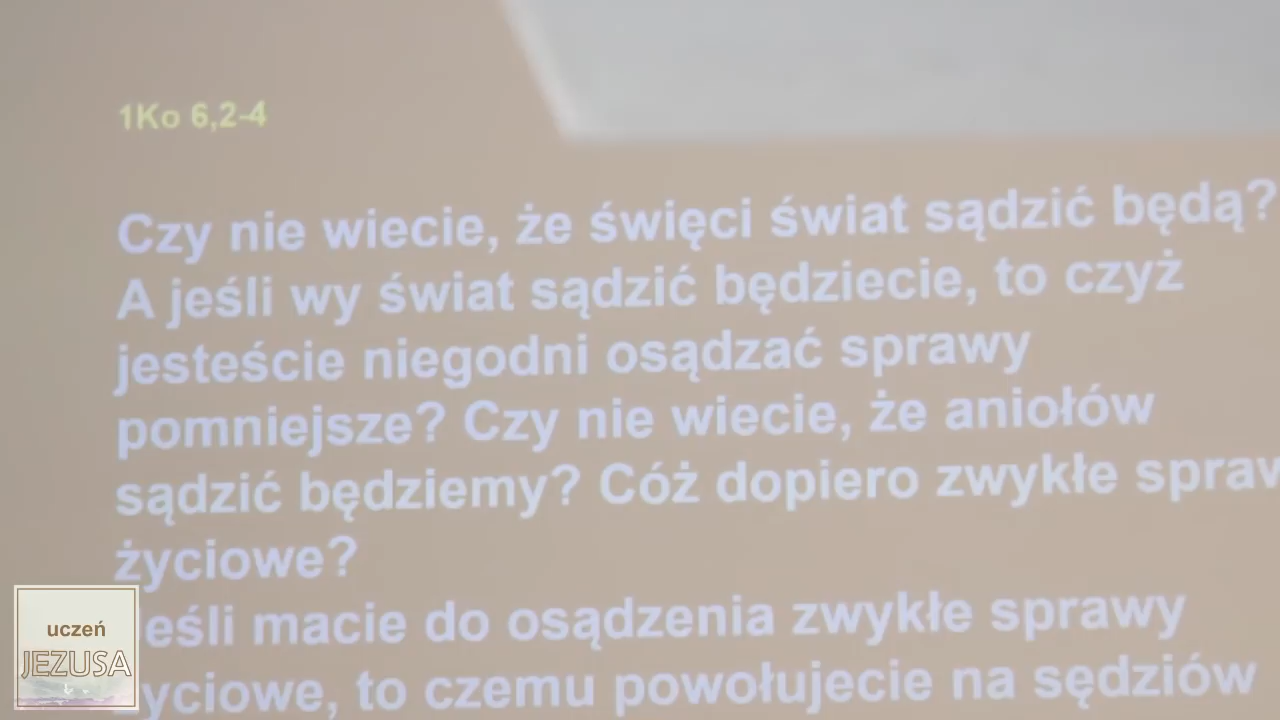 1Ko 6,2-4
Czy nie wiecie, że święci świat sądzić będą?
A jeśli wy świat sądzić będziecie, to czyż
jesteście niegodni osądzać sprawy
pomniejsze? Czy nie wiecie, że aniołów
sądzić będziemy? Cóż dopiero zwykłe
życiowe?
macie do osądzenia zwykłe sprawy
to czemu powołujecie na sędziów
uczeń
JEZUSA